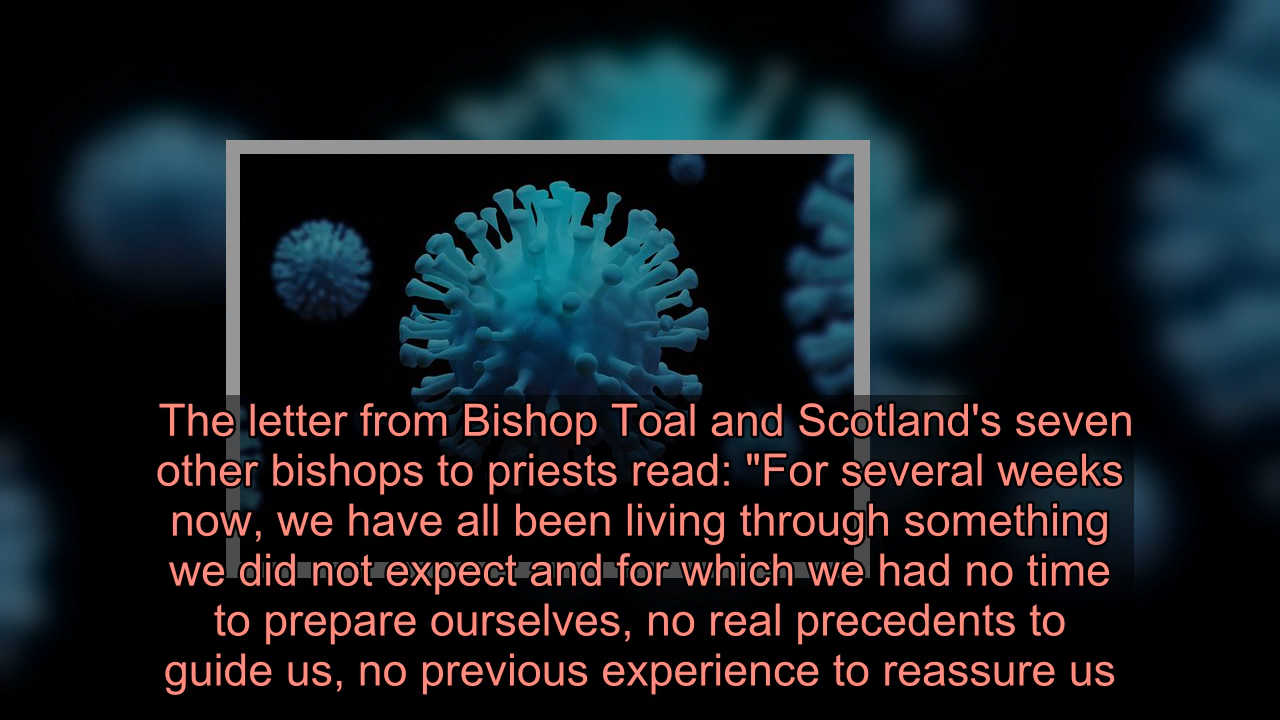 The letter from Bishop Toal and Scotland's seven
other bishops to priests read: "For several weeks
now, we have all been living through something
we did not expect and for which we had no time
to prepare ourselves, no real precedents to
guide us, no previous experience to reassure us